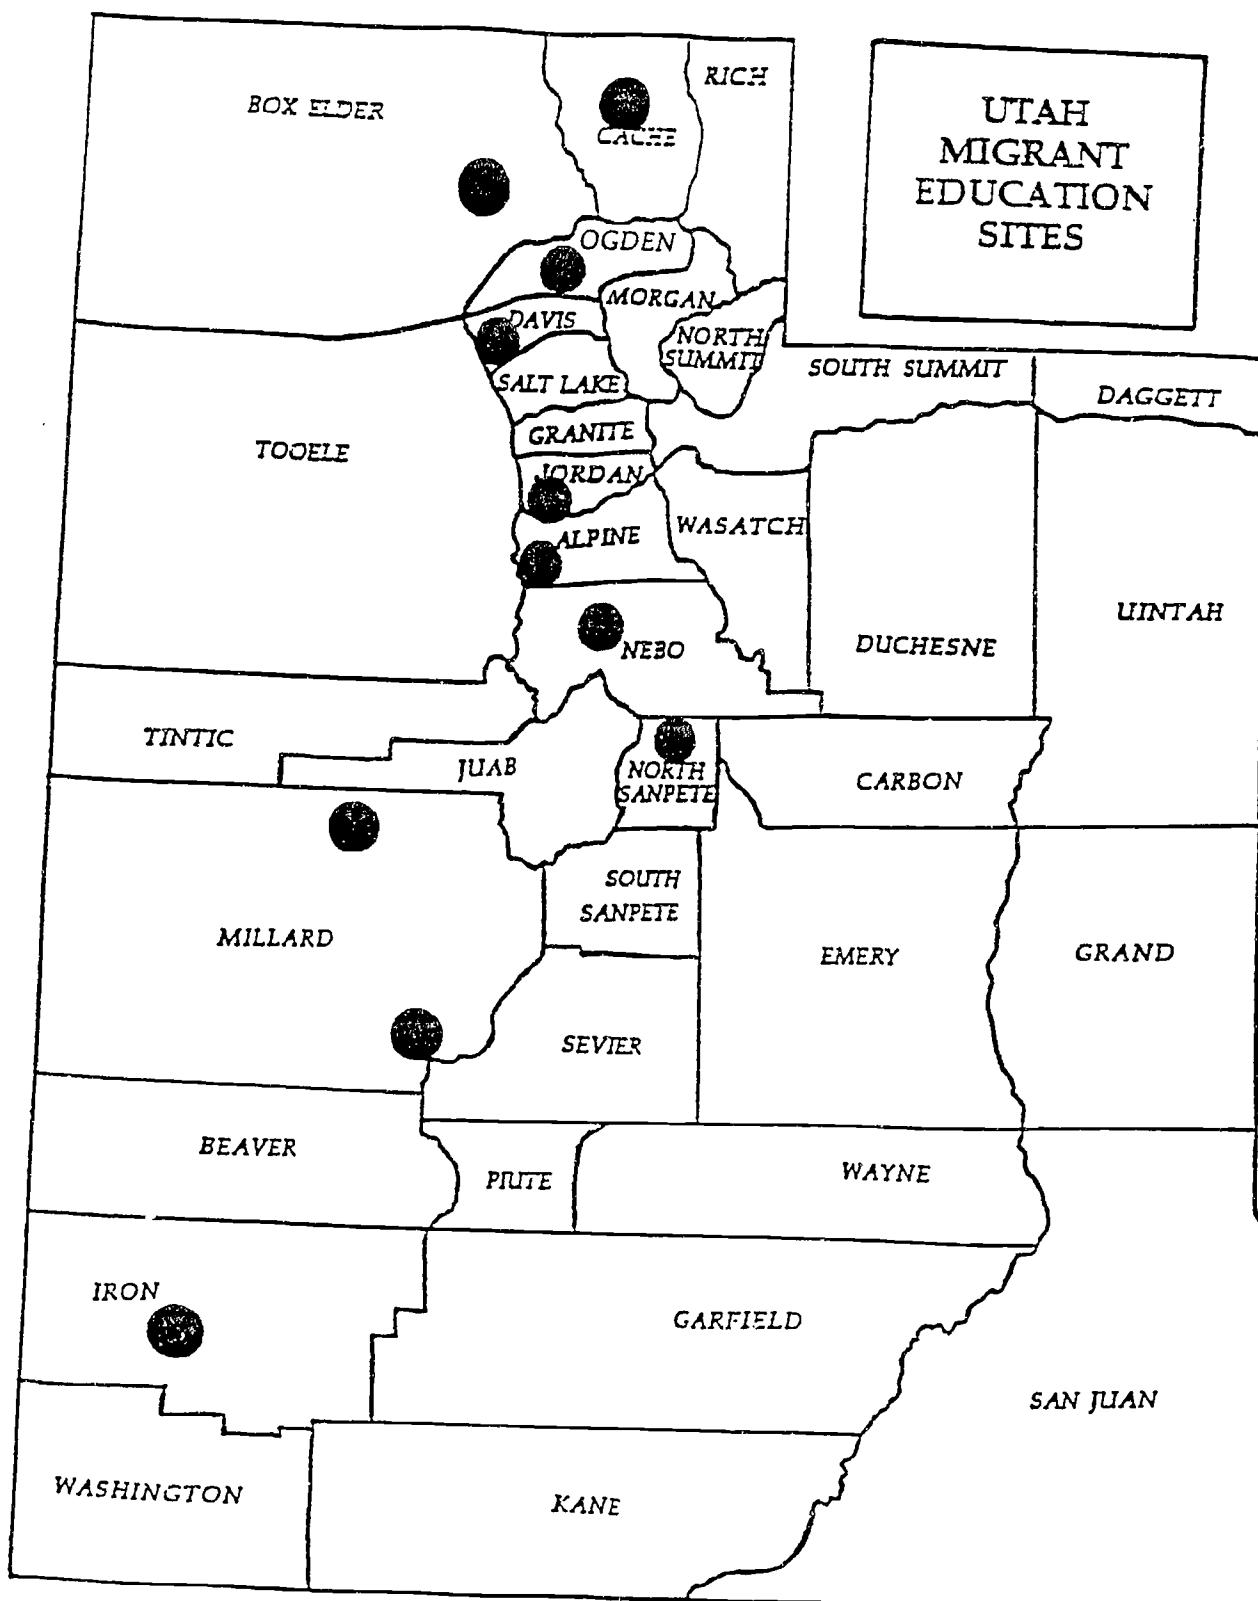 UTAH
MIGRANT
EDUCATION
SITES
RICH
BOX ELDER
CACHE
OGDEN
MORGAN
DAVIS
NORTH
SUMMIT
SOUTH SUMMIT
SALT LAKE
DAGGETT
GRANITE
TOOELE
JORDAN
WASATCH
ALPINE
UINTAH
DUCHESNE
NEBO
TINTIC
JUAB
NORTH
SANPETE
CARBON
SOUTH
SANPETE
MILLARD
EMERY
GRAND
SEVIER
BEAVER
PIUTE
WAYNE
IRON
GARFIELD
SAN JUAN
WASHINGTON
KANE